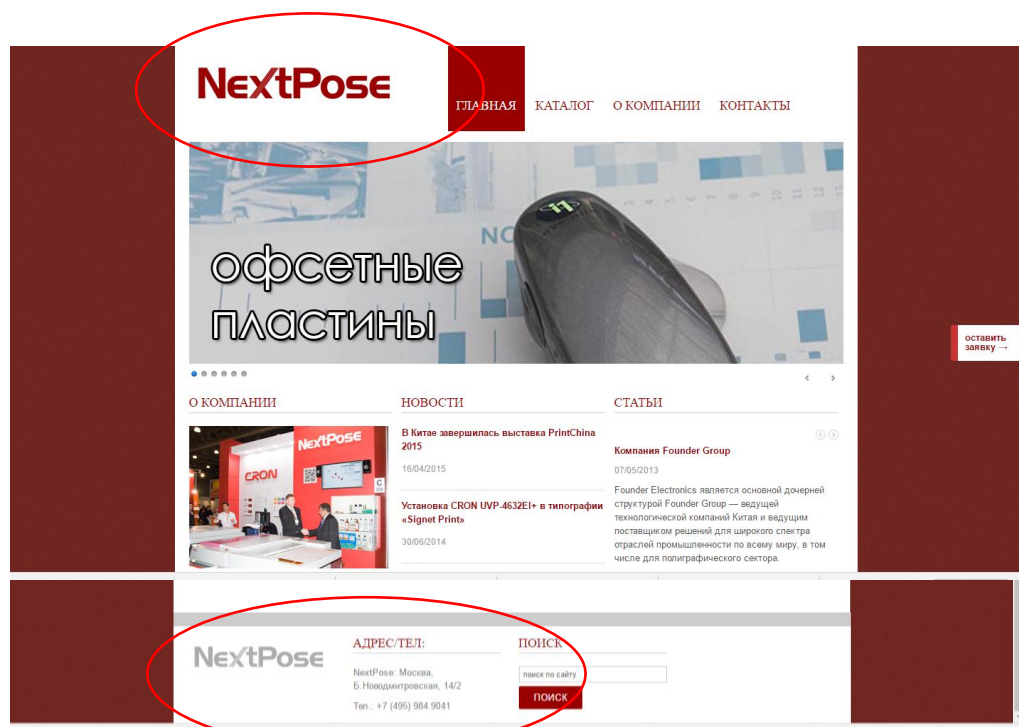 NextPose
ГЛАВНАЯ КАТАЛОГ О КОМПАНИИ КОНТАКТЫ
i1
NO
офсетные
пластины
оставить
заявку →
О КОМПАНИИ
NextPose
CRON
C
НОВОСТИ
В Китае завершилась выставка PrintChina
2015
16/04/2015
Установка CRON UVP-4632EI+ в типографии
«Signet Print»
30/06/2014
СТАТЬИ
Компания Founder Group
07/05/2013
Founder Electronics является основной дочерней
структурой Founder Group — ведущей
технологической компаний Китая и ведущим
поставщиком решений для широкого спектра
отраслей промышленности по всему миру, в том
числе для полиграфического сектора.
NextPose
АДРЕС/ТЕЛ:
NextPose: Москва,
Б.Новодмитровская, 14/2
Тел.: +7 (495) 984 9041
ПОИСК
поиск по сайту
ПОИСК